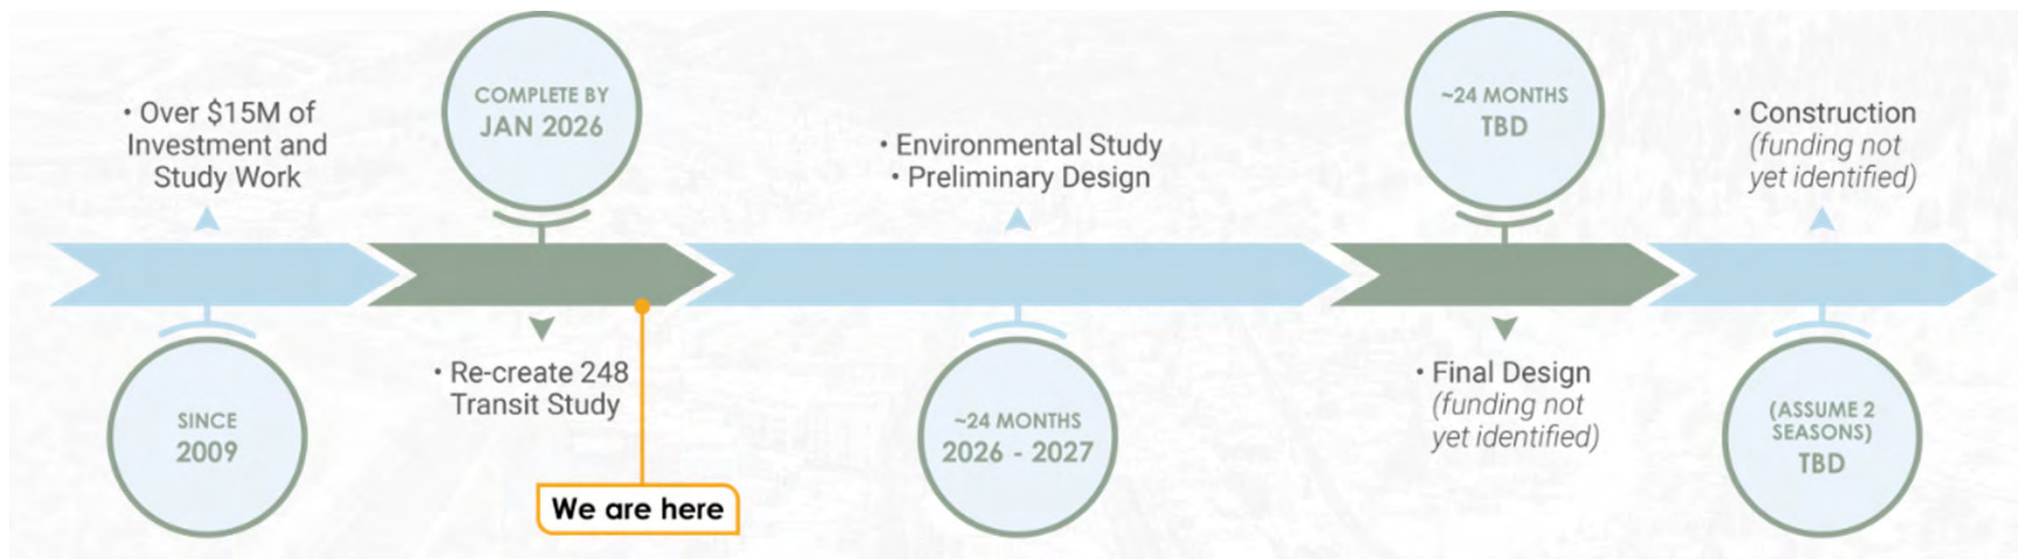 • Over $15M of
Investment and
Study Work
SINCE
2009
COMPLETE BY
JAN 2026
• Re-create 248
Transit Study
We are here
• Environmental Study
• Preliminary Design
~24 MONTHS
2026 - 2027
~24 MONTHS
TBD
• Final Design
(funding not
yet identified)
• Construction
(funding not
yet identified)
(ASSUME 2
SEASONS)
TBD